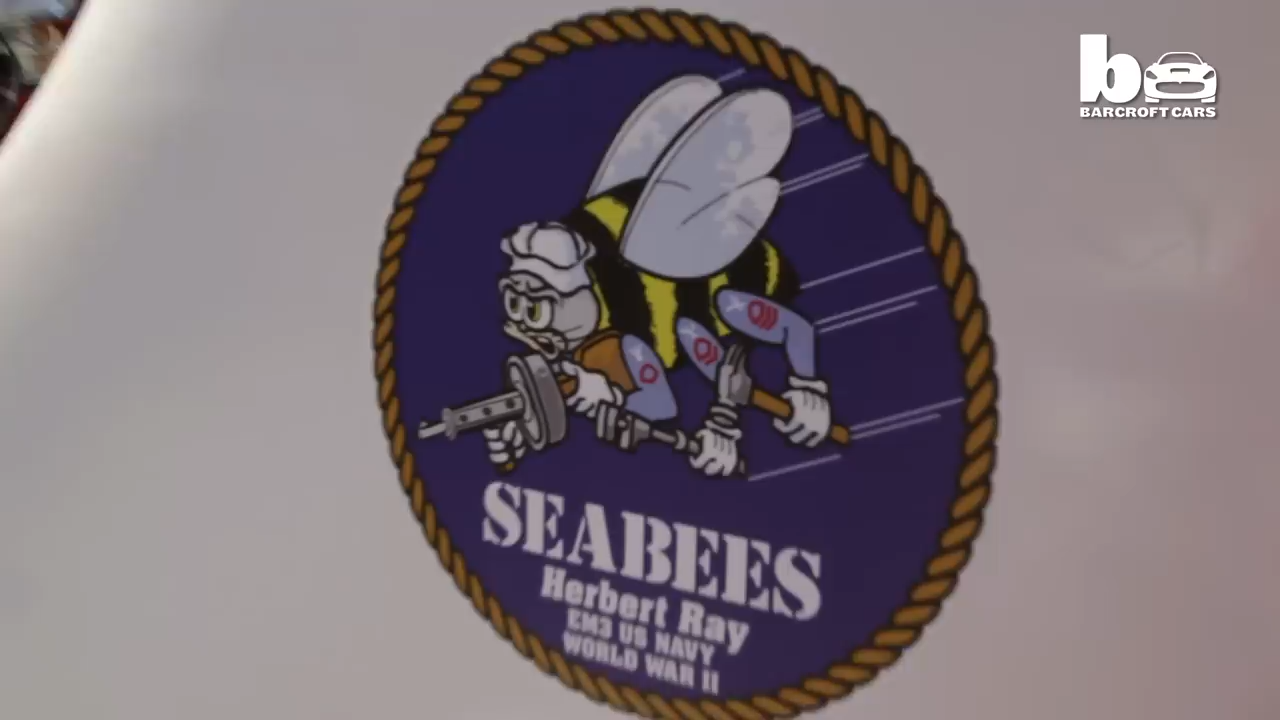 b
BARCROFT CARS
SEABEES
Herbert Ray
EM3 US NAVY
WORLD WAR II